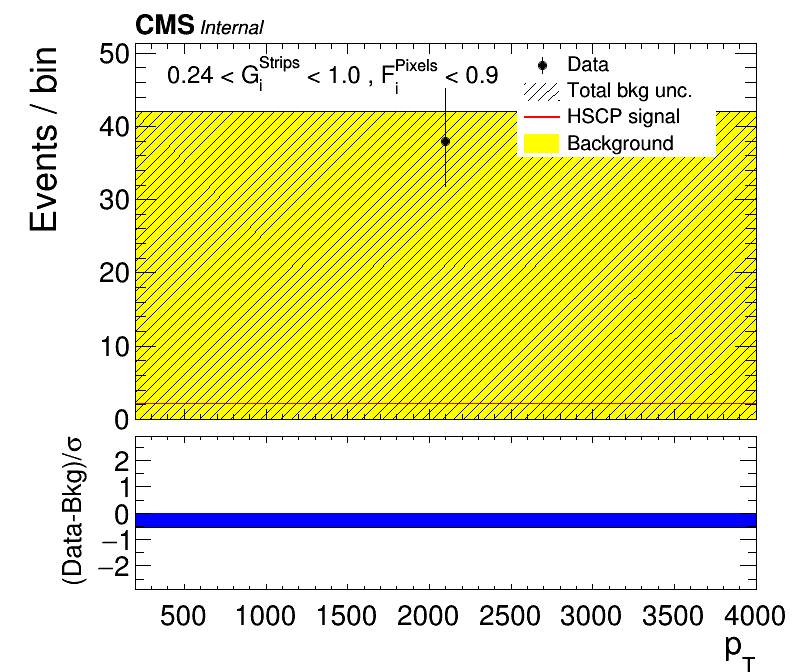 CMS Internal
0.24 < G_i^Strips < 1.0 , F_i^Pixels < 0.9
Data
Total bkg unc.
HSCP signal
Background
Events / bin
50
40
30
20
10
0
(Data-Bkg)/σ
2
1
0
−1
−2
500 1000 1500 2000 2500 3000 3500 4000
p_T